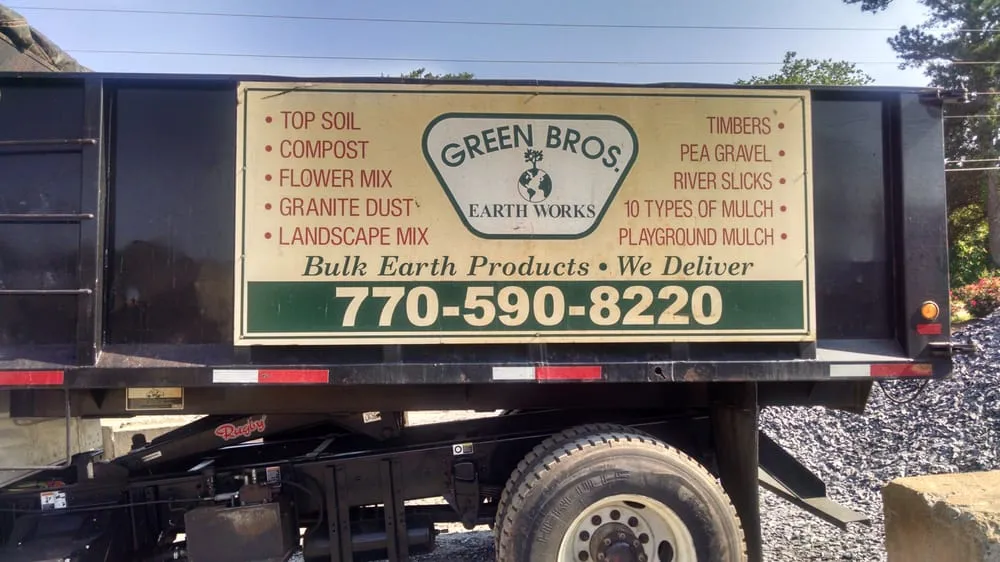 • TOP SOIL
• COMPOST
• FLOWER MIX
• GRANITE DUST
• LANDSCAPE MIX
GREEN BROS.
EARTH WORKS
TIMBERS •
PEA GRAVEL •
RIVER SLICKS •
10 TYPES OF MULCH •
PLAYGROUND MULCH •
Bulk Earth Products • We Deliver
770-590-8220
Rugby